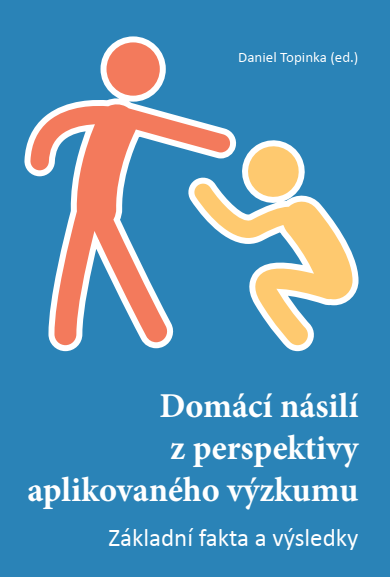 Daniel Topinka (ed.)
Domácí násilí
z perspektivy
aplikovaného výzkumu
Základní fakta a výsledky